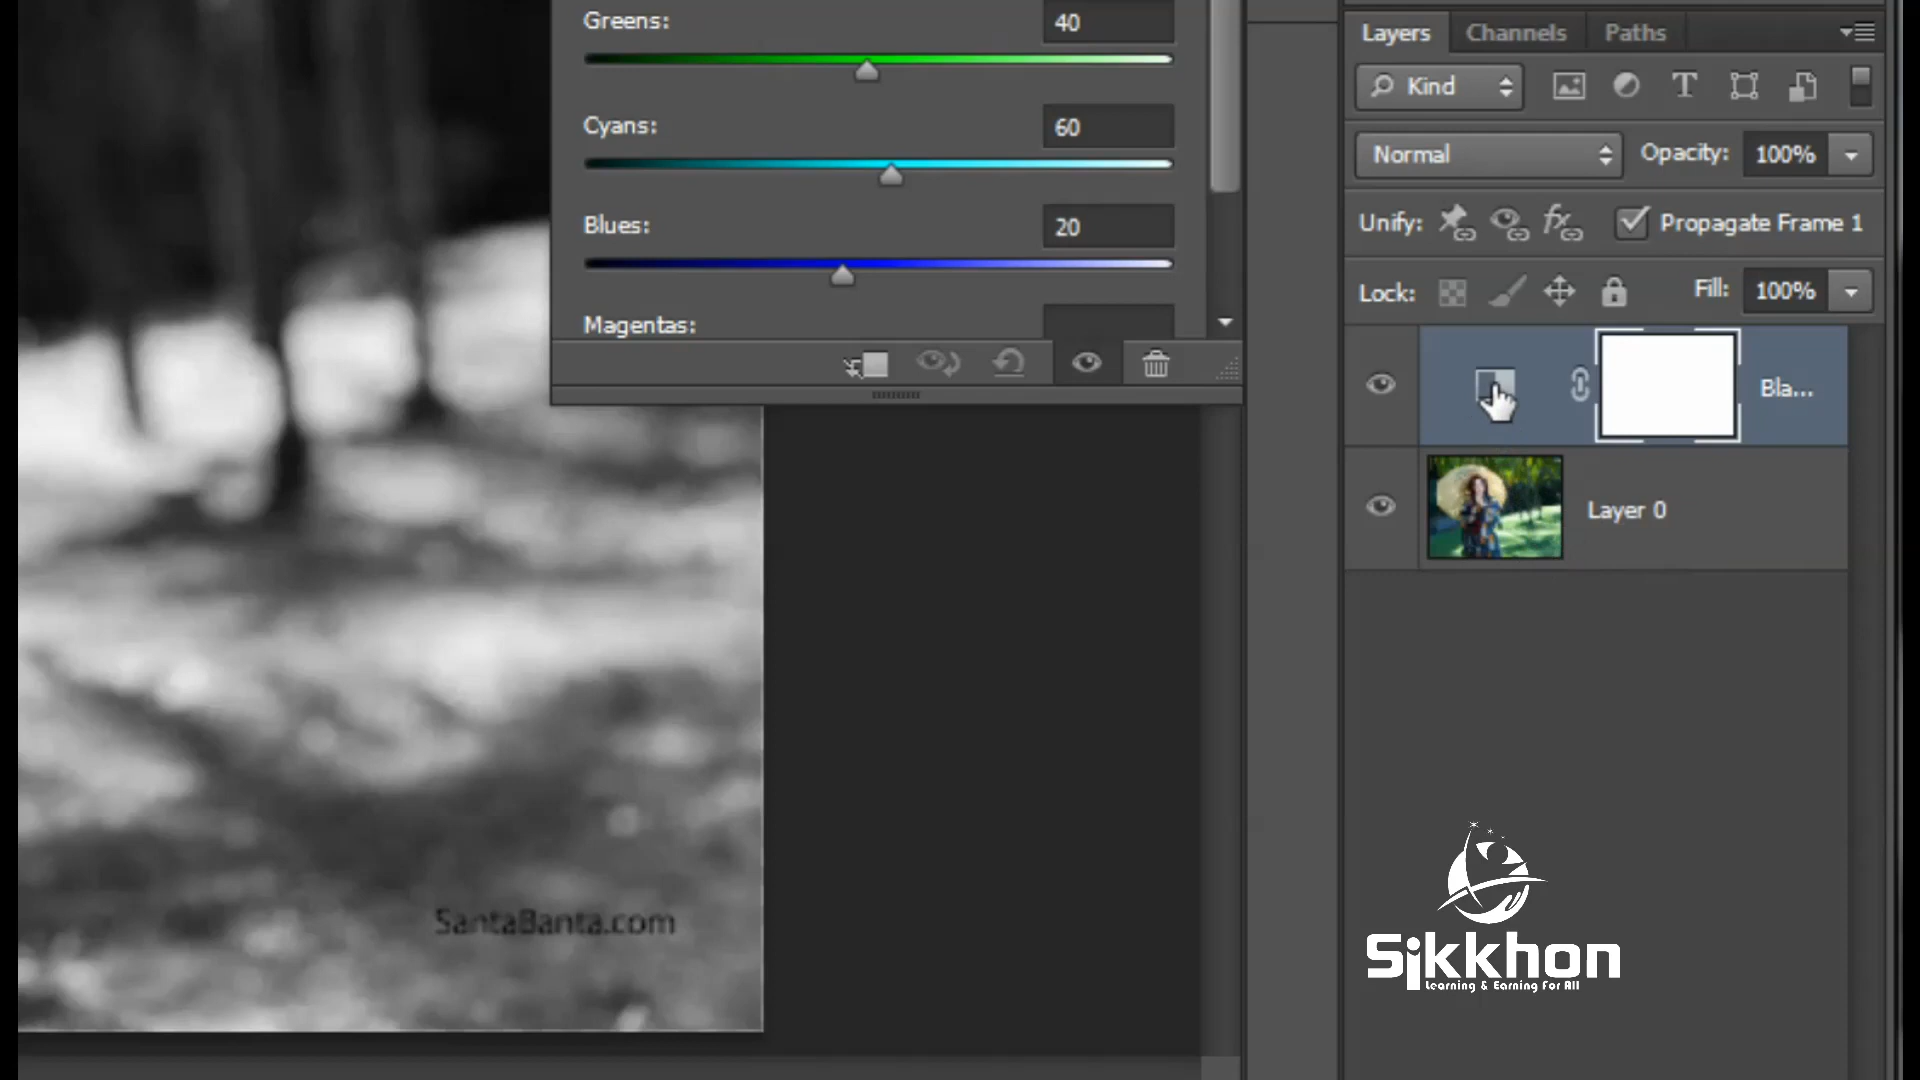 Greens: 40
Cyans: 60
Blues: 20
Magentas:
Layers Channels Paths
Kind
Normal Opacity: 100%
Unify: Propagate Frame 1
Lock: Fill: 100%
Bla...
Layer 0
SantaBanta.com
Sikkhon
Learning & Earning For All